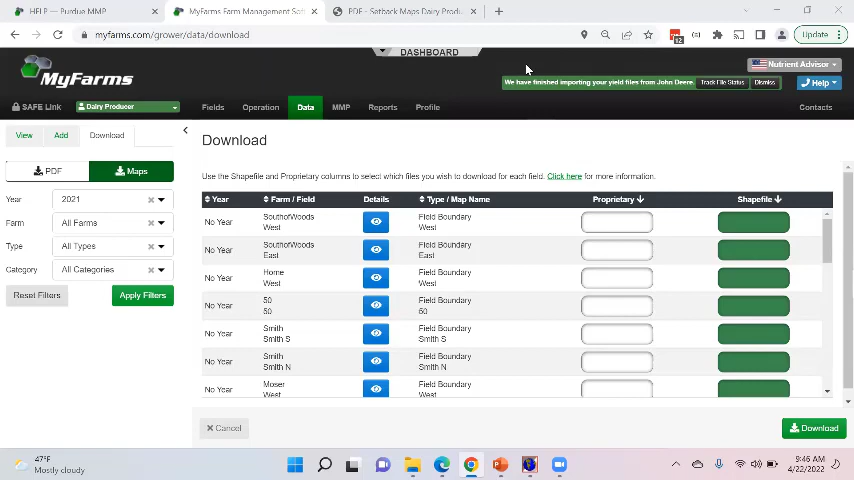 HELP — Purdue MMP
MyFarms Farm Management Soft
PDF - Setback Maps Dairy Produc
myfarms.com/grower/data/download
12
Update
DASHBOARD
MyFarms
Nutrient Advisor
We have finished importing your yield files from John Deere.
Track File Status
Dismiss
Help
SAFE Link
Dairy Producer
Fields
Operation
Data
MMP
Reports
Profile
Contacts
View
Add
Download
PDF
Maps
Year
2021
Farm
All Farms
Type
All Types
Category
All Categories
Reset Filters
Apply Filters
Download
Use the Shapefile and Proprietary columns to select which files you wish to download for each field. Click here for more information.
Year Farm / Field Details Type / Map Name Proprietary Shapefile
No Year SouthofWoods West Field Boundary West
No Year SouthofWoods East Field Boundary East
No Year Home West Field Boundary West
No Year 50 50 Field Boundary 50
No Year Smith Smith S Field Boundary Smith S
No Year Smith Smith N Field Boundary Smith N
No Year Moser West Field Boundary West
Cancel
Download
47°F
Mostly cloudy
9:46 AM
4/22/2022